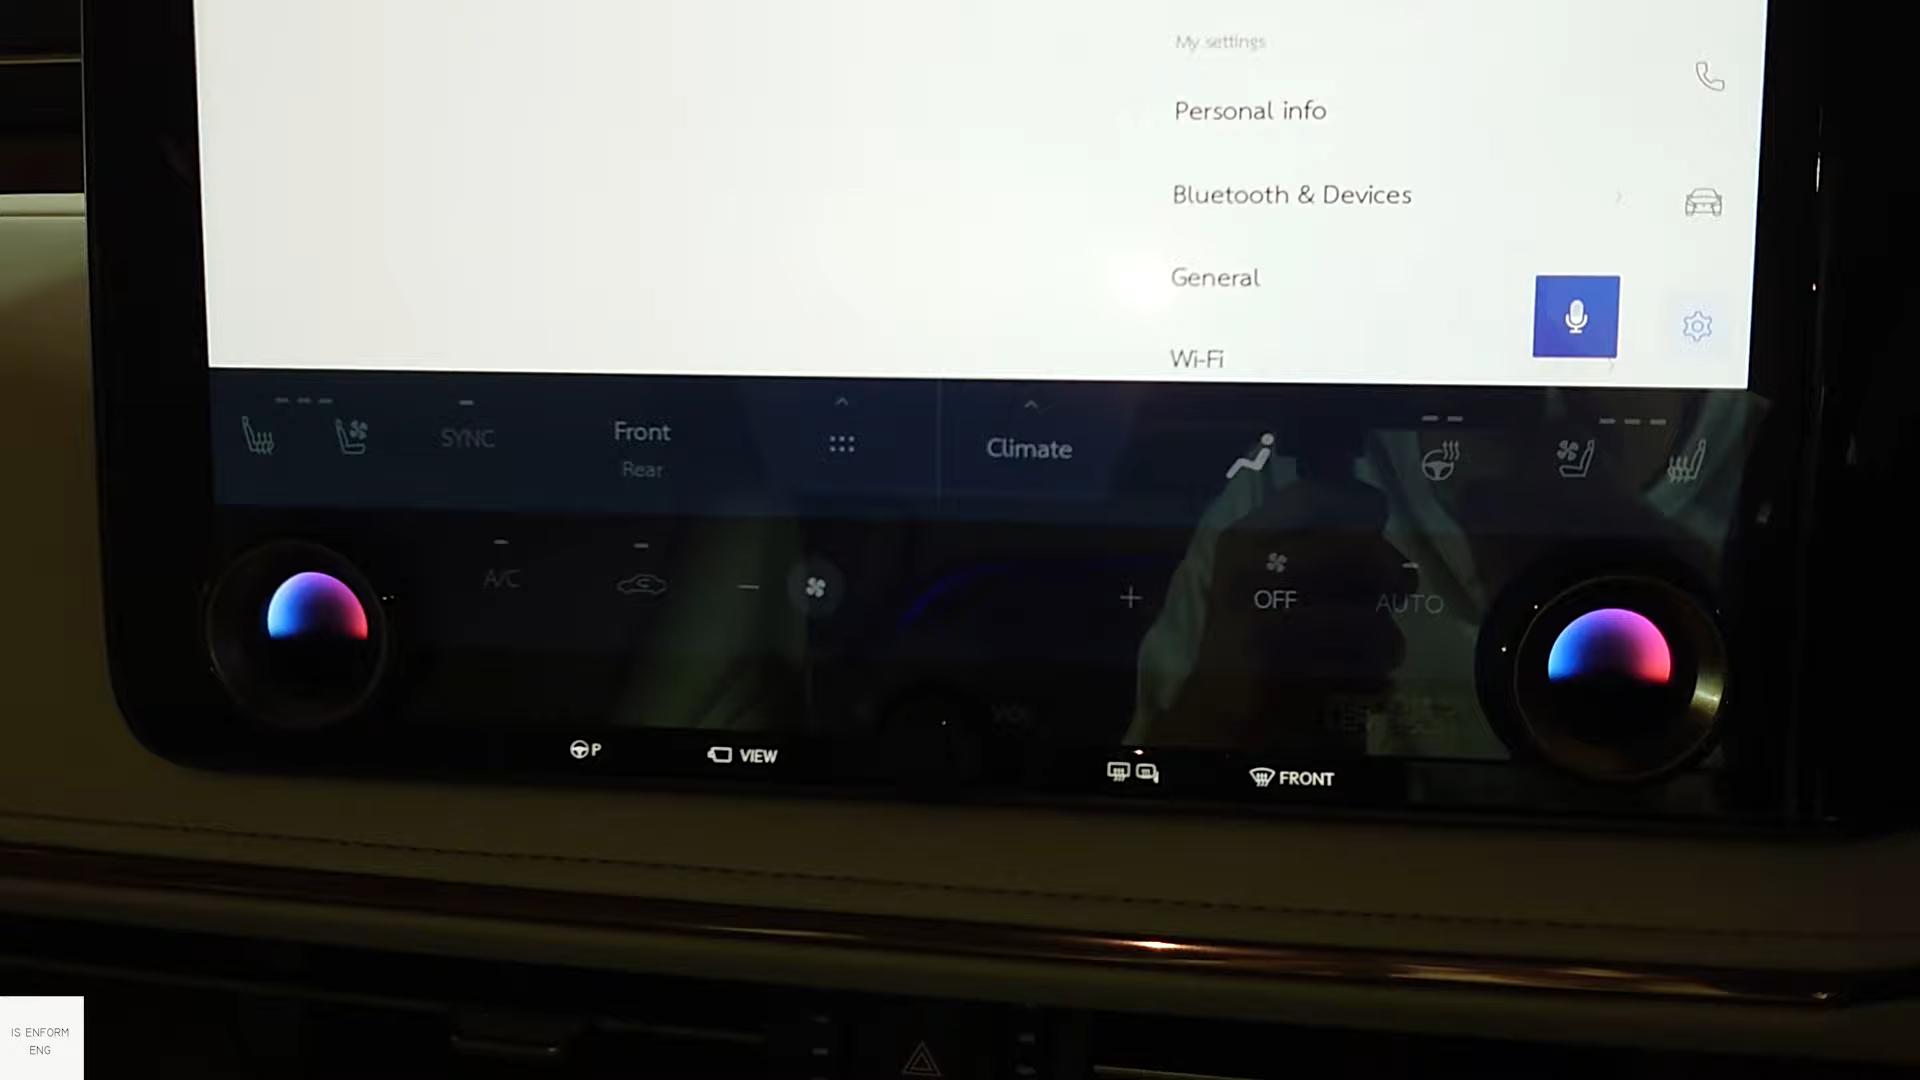 My settings
Personal info
Bluetooth & Devices
General
Wi-Fi
SYNC
Front
Rear
Climate
A/C
OFF
AUTO
P
VIEW
FRONT
IS ENFORM
ENG